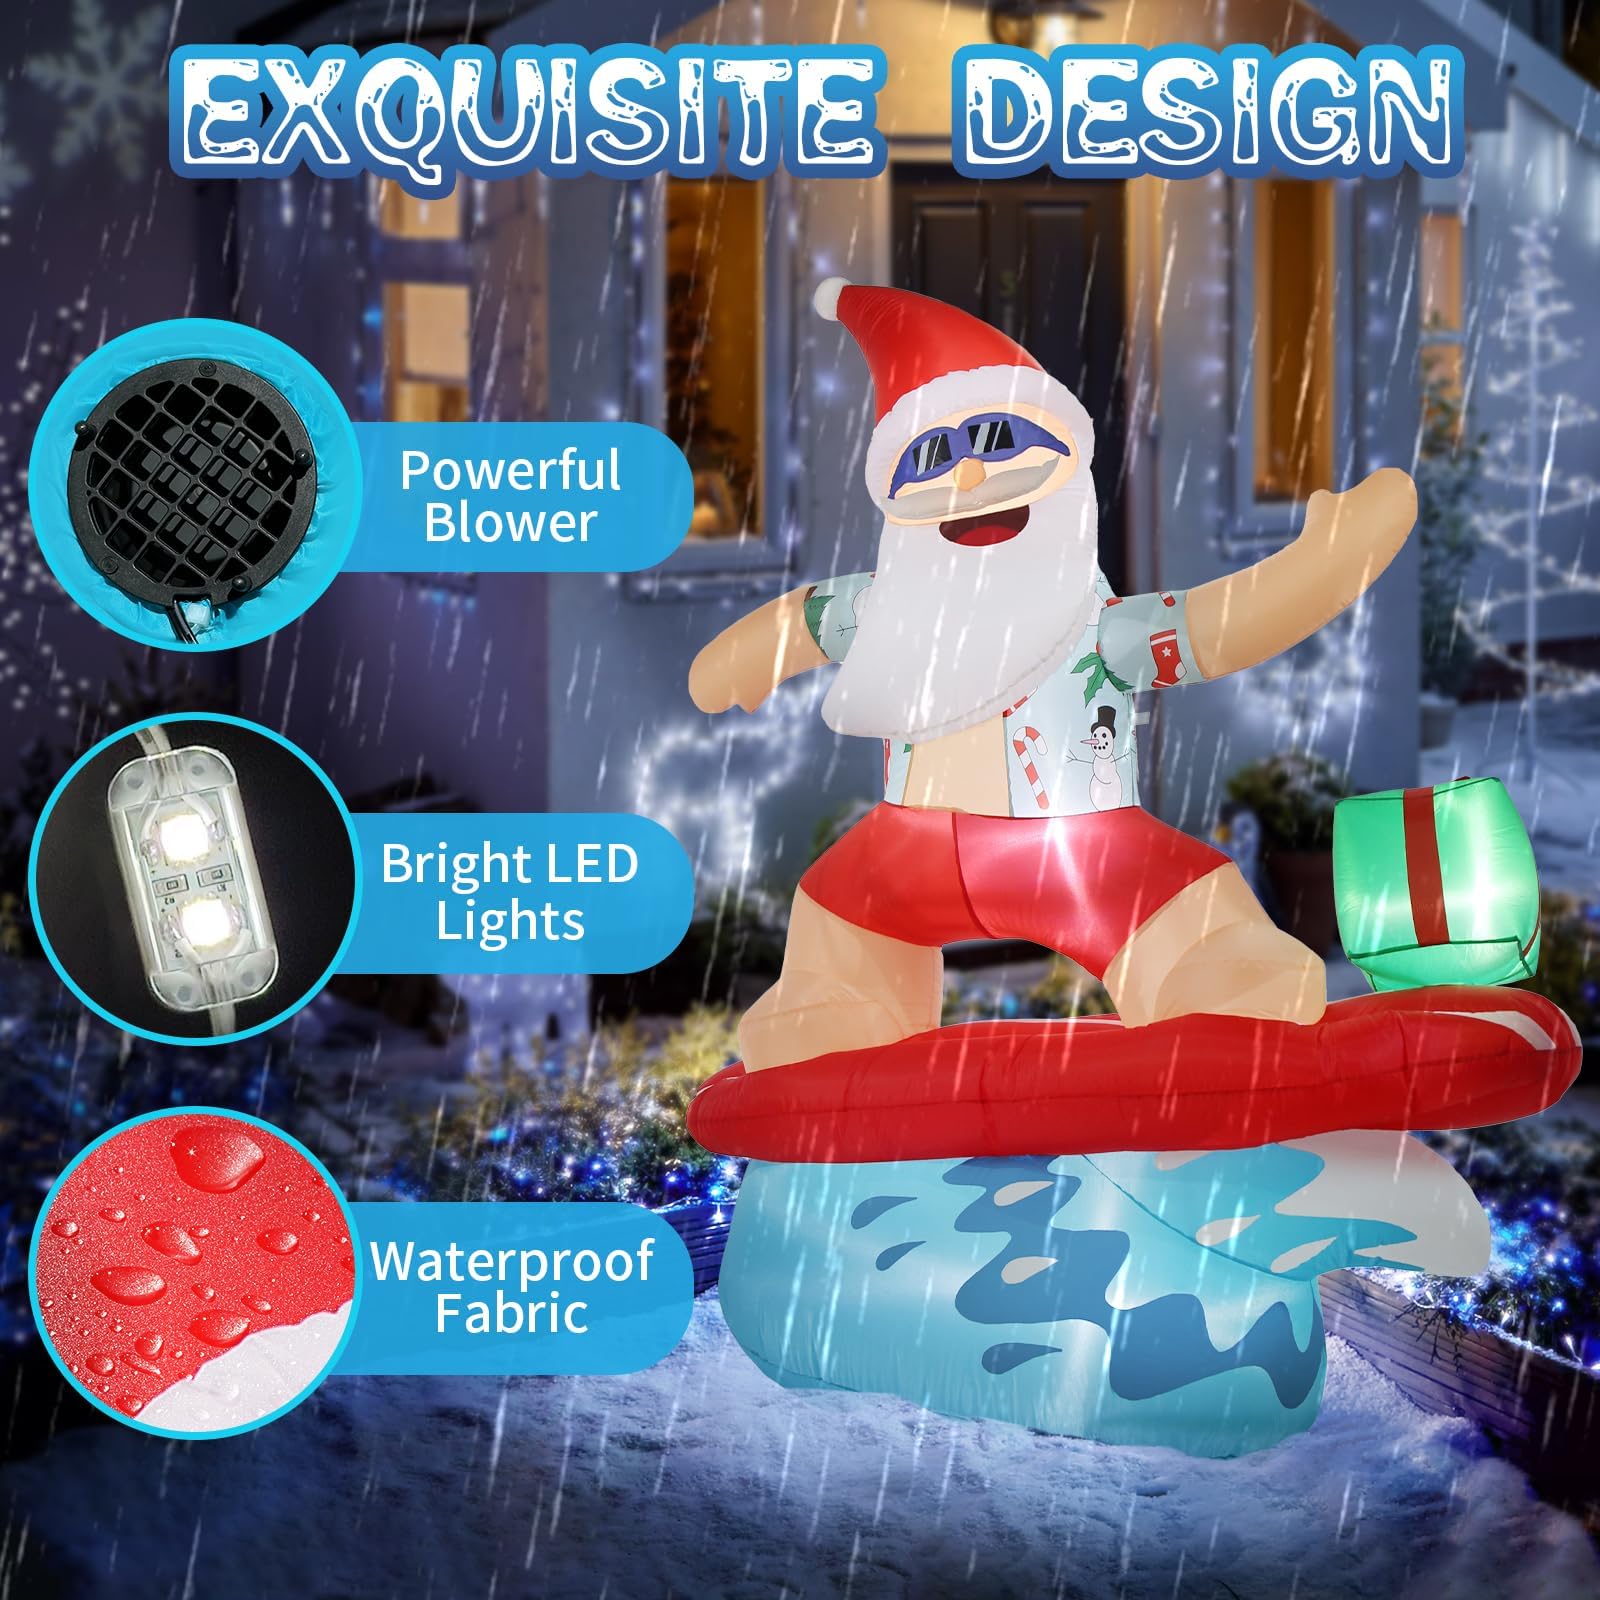 EXQUISITE DESIGN
Powerful
Blower
Bright LED
Lights
Waterproof
Fabric